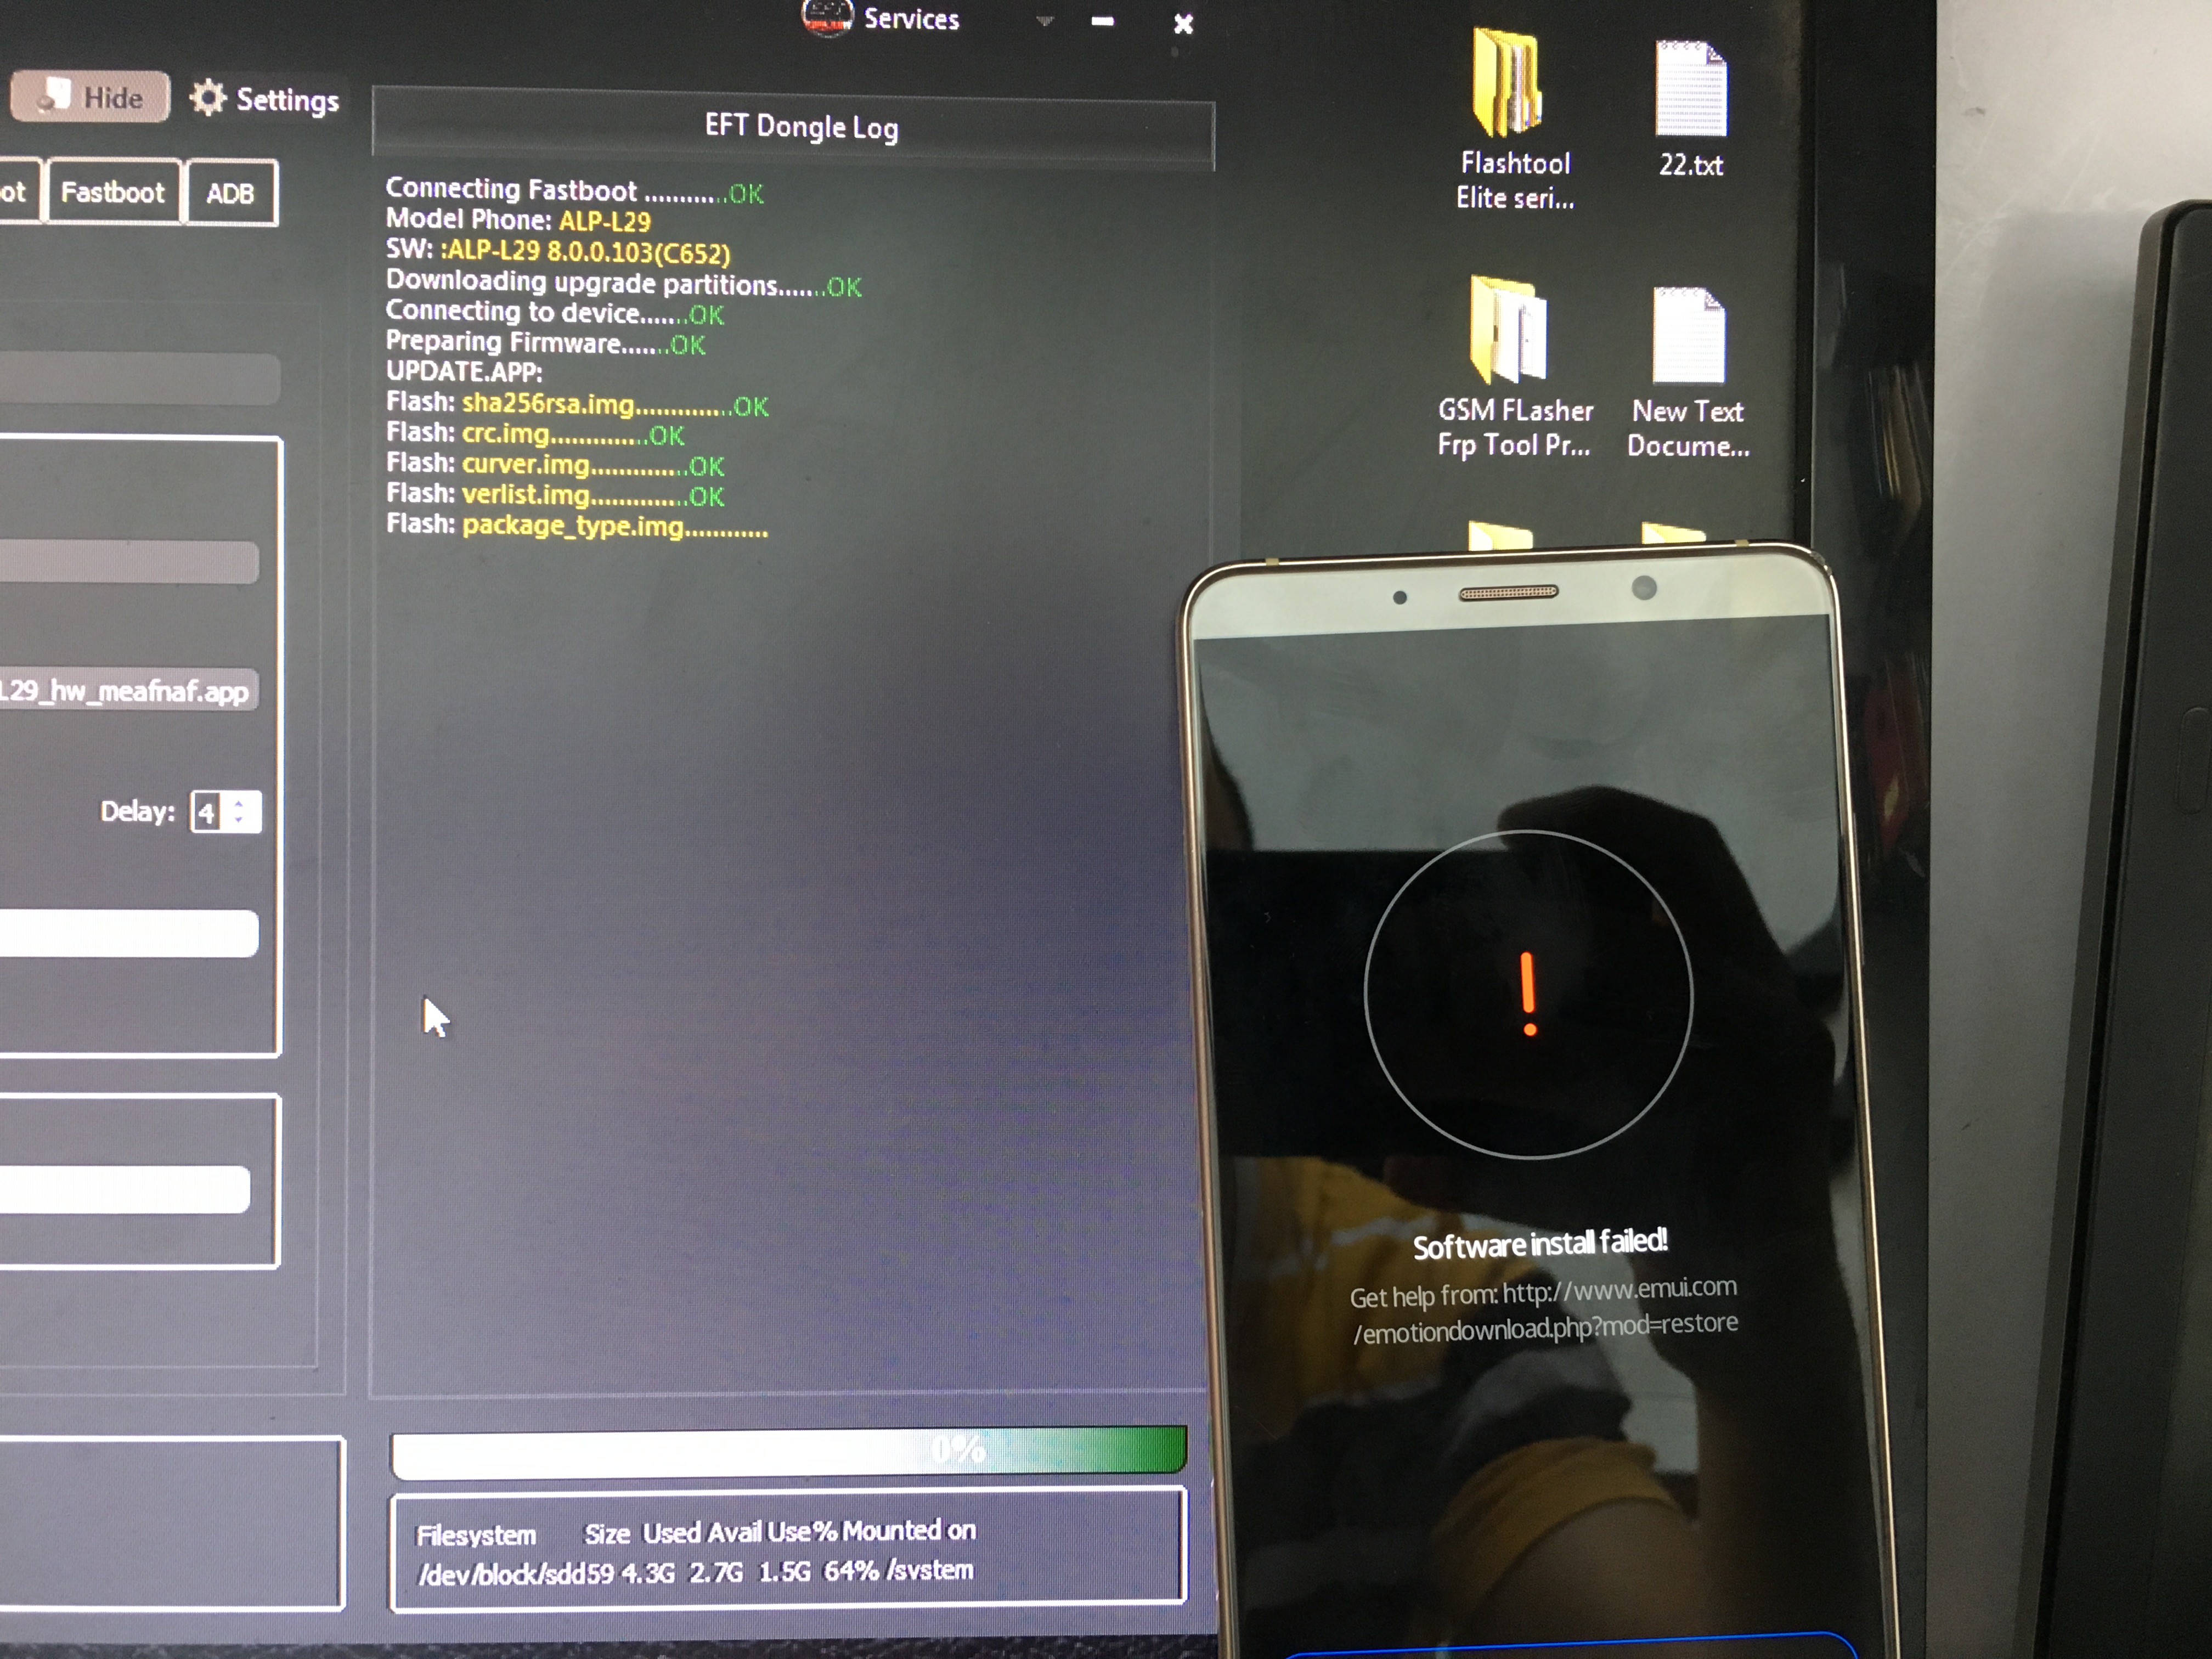 Services
Hide
Settings
EFT Dongle Log
ot
Fastboot
ADB
Connecting Fastboot ............OK
Model Phone: ALP-L29
SW: :ALP-L29 8.0.0.103(C652)
Downloading upgrade partitions.......OK
Connecting to device.......OK
Preparing Firmware.......OK
UPDATE.APP:
Flash: sha256rsa.img..............OK
Flash: crc.img..............OK
Flash: curver.img..............OK
Flash: verlist.img..............OK
Flash: package_type.img............
L29_hw_meafnaf.app
Delay: 4
0%
Filesystem Size Used Avail Use% Mounted on
/dev/block/sdd59 4.3G 2.7G 1.5G 64% /system
Flashtool
Elite seri...
22.txt
GSM FLasher
Frp Tool Pr...
New Text
Docume...
!
Software install failed!
Get help from: http://www.emui.com
/emotiondownload.php?mod=restore